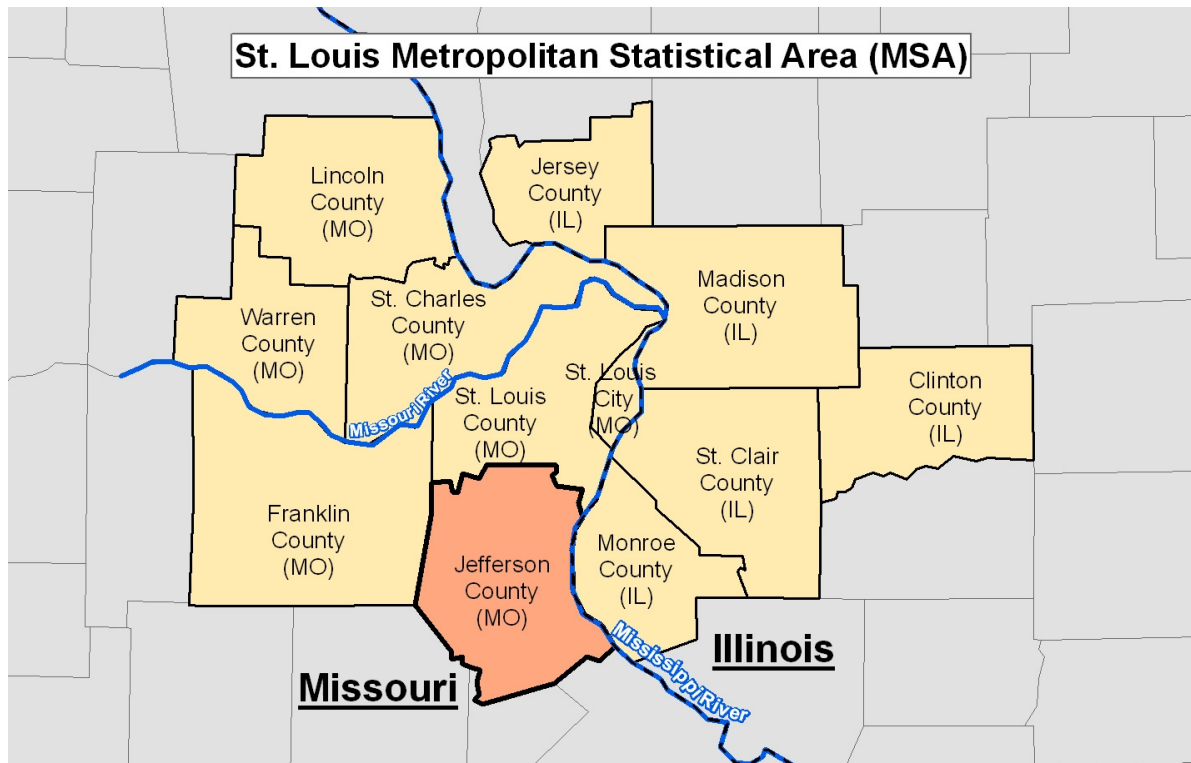 St. Louis Metropolitan Statistical Area (MSA)
Lincoln
County
(MO)
Jersey
County
(IL)
Warren
County
(MO)
St. Charles
County
(MO)
Madison
County
(IL)
St. Louis
County
(MO)
St. Louis
City
(MO)
Clinton
County
(IL)
Missouri River
St. Clair
County
(IL)
Franklin
County
(MO)
Jefferson
County
(MO)
Monroe
County
(IL)
Mississippi River
Missouri
Illinois